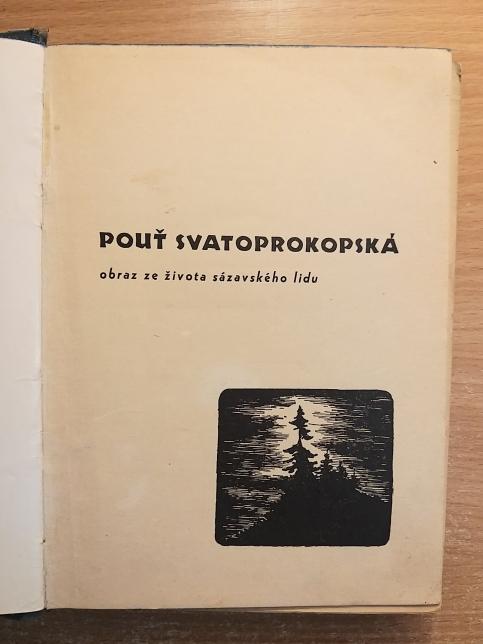 POUŤ SVATOPROKOPSKÁ
obraz ze života sázavského lidu